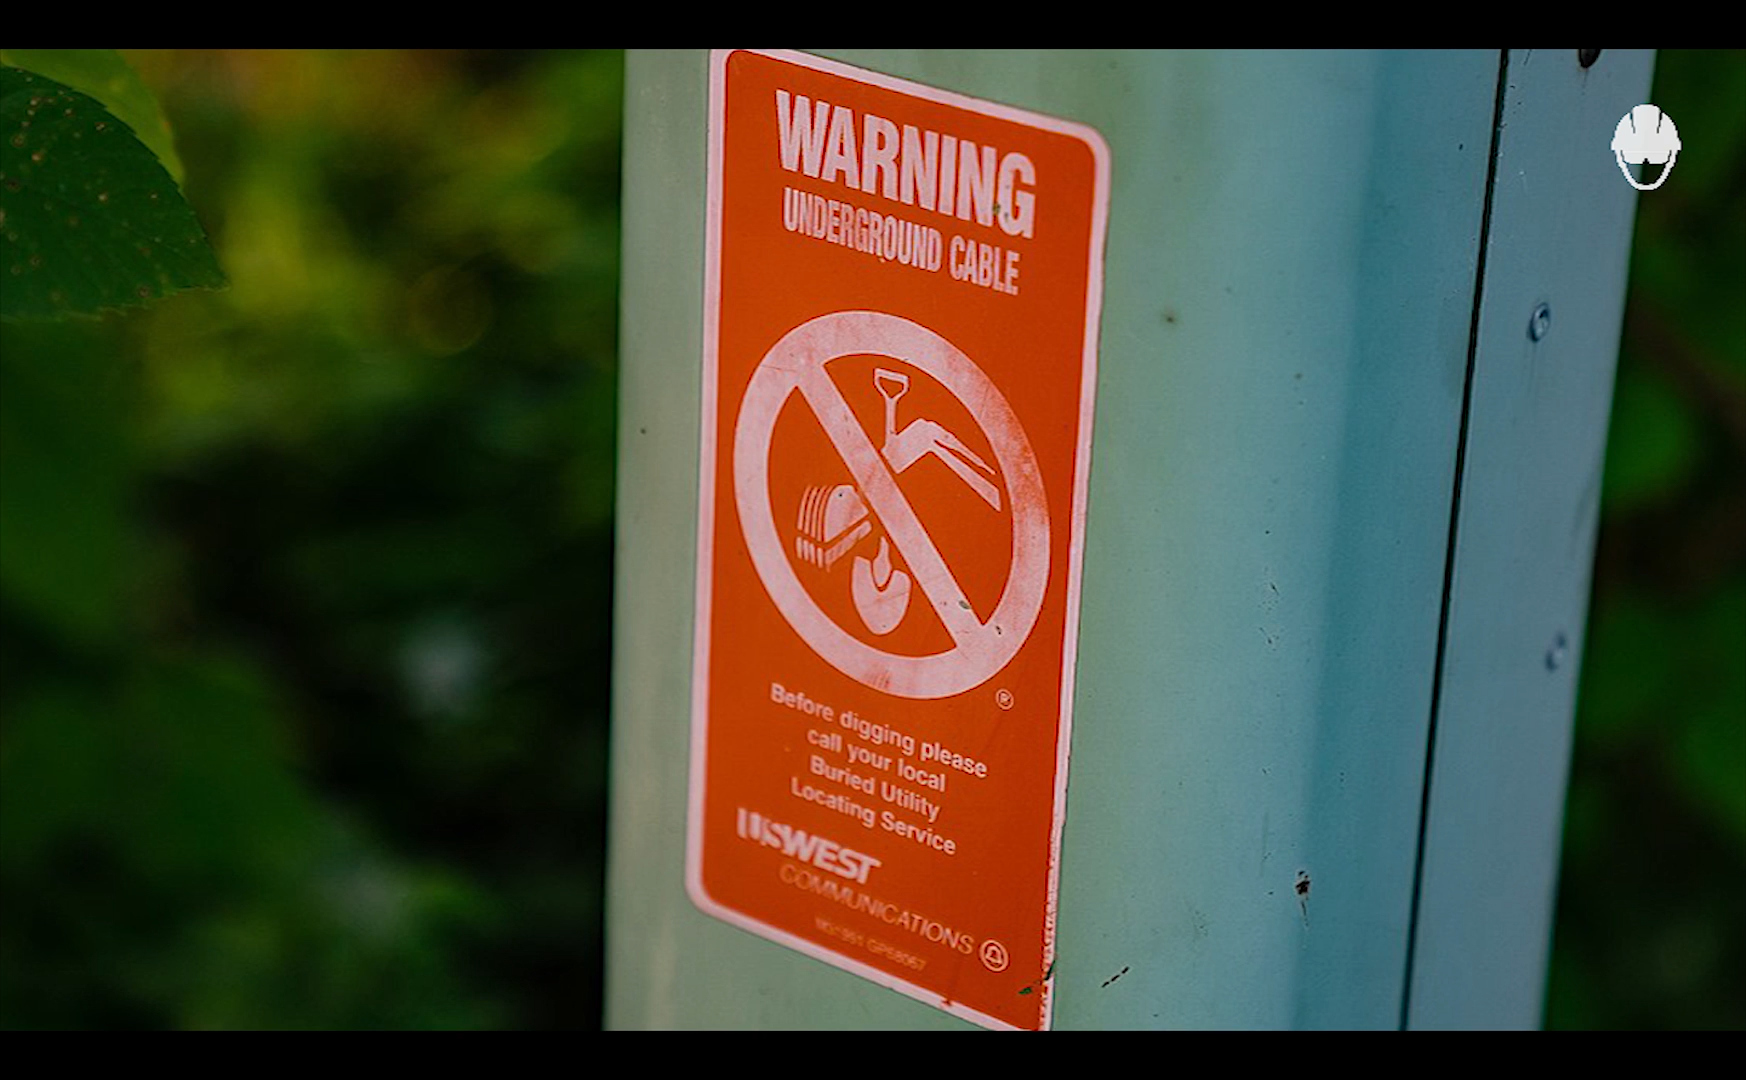 WARNING
UNDERGROUND CABLE
®
Before digging please
call your local
Buried Utility
Locating Service
USWEST
COMMUNICATIONS